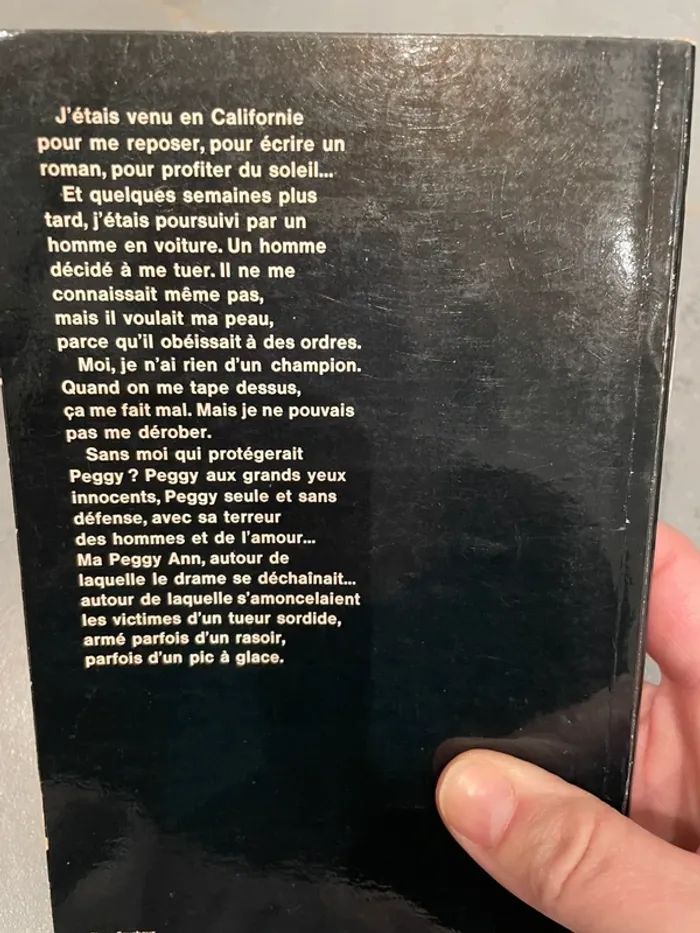 J'étais venu en Californie
pour me reposer, pour écrire un
roman, pour profiter du soleil...
Et quelques semaines plus
tard, j'étais poursuivi par un
homme en voiture. Un homme
décidé à me tuer. Il ne me
connaissait même pas,
mais il voulait ma peau,
parce qu'il obéissait à des ordres.
Moi, je n'ai rien d'un champion.
Quand on me tape dessus,
ça me fait mal. Mais je ne pouvais
pas me dérober.
Sans moi qui protégerait
Peggy ? Peggy aux grands yeux
innocents, Peggy seule et sans
défense, avec sa terreur
des hommes et de l'amour...
Ma Peggy Ann, autour de
laquelle le drame se déchaînait...
autour de laquelle s'amoncelaient
les victimes d'un tueur sordide,
armé parfois d'un rasoir,
parfois d'un pic à glace.